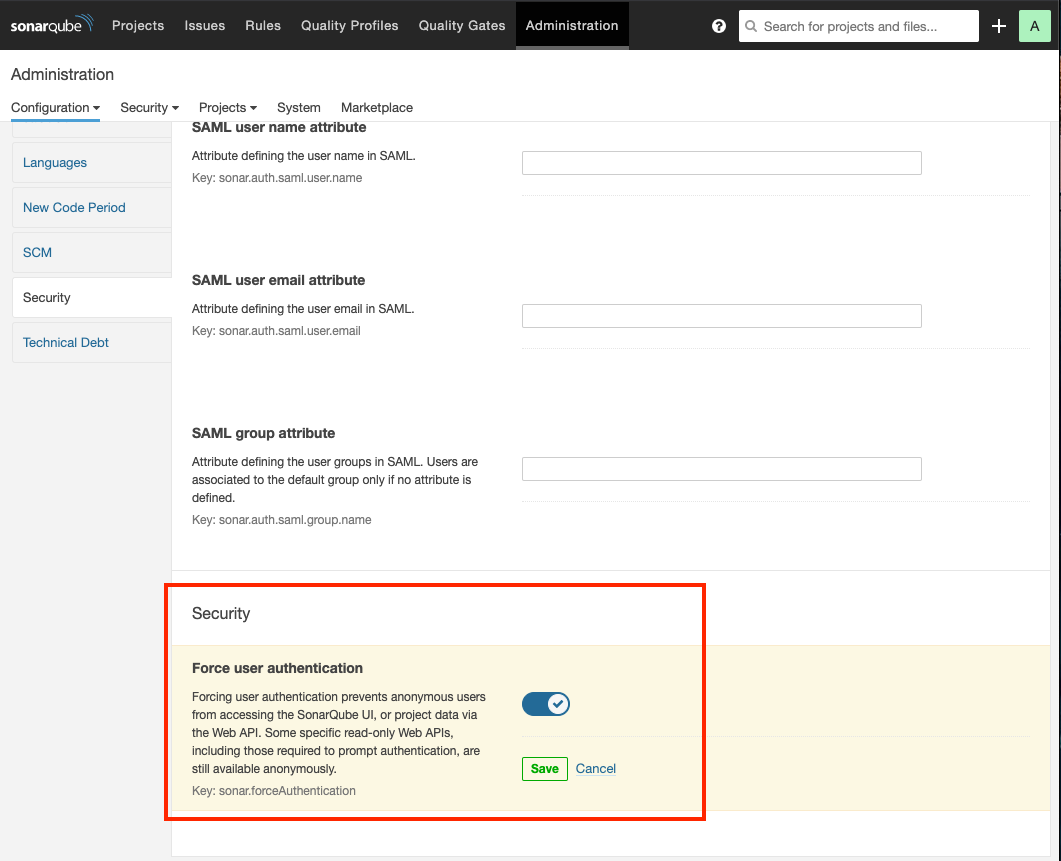 sonarqube Projects Issues Rules Quality Profiles Quality Gates Administration ? Search for projects and files... A
Administration
Configuration Security Projects System Marketplace
Languages
New Code Period
SCM
Security
Technical Debt
SAML user name attribute
Attribute defining the user name in SAML.
Key: sonar.auth.saml.user.name
SAML user email attribute
Attribute defining the user email in SAML.
Key: sonar.auth.saml.user.email
SAML group attribute
Attribute defining the user groups in SAML. Users are
associated to the default group only if no attribute is
defined.
Key: sonar.auth.saml.group.name
Security
Force user authentication
Forcing user authentication prevents anonymous users
from accessing the SonarQube UI, or project data via
the Web API. Some specific read-only Web APIs,
including those required to prompt authentication, are
still available anonymously.
Key: sonar.forceAuthentication
Save Cancel